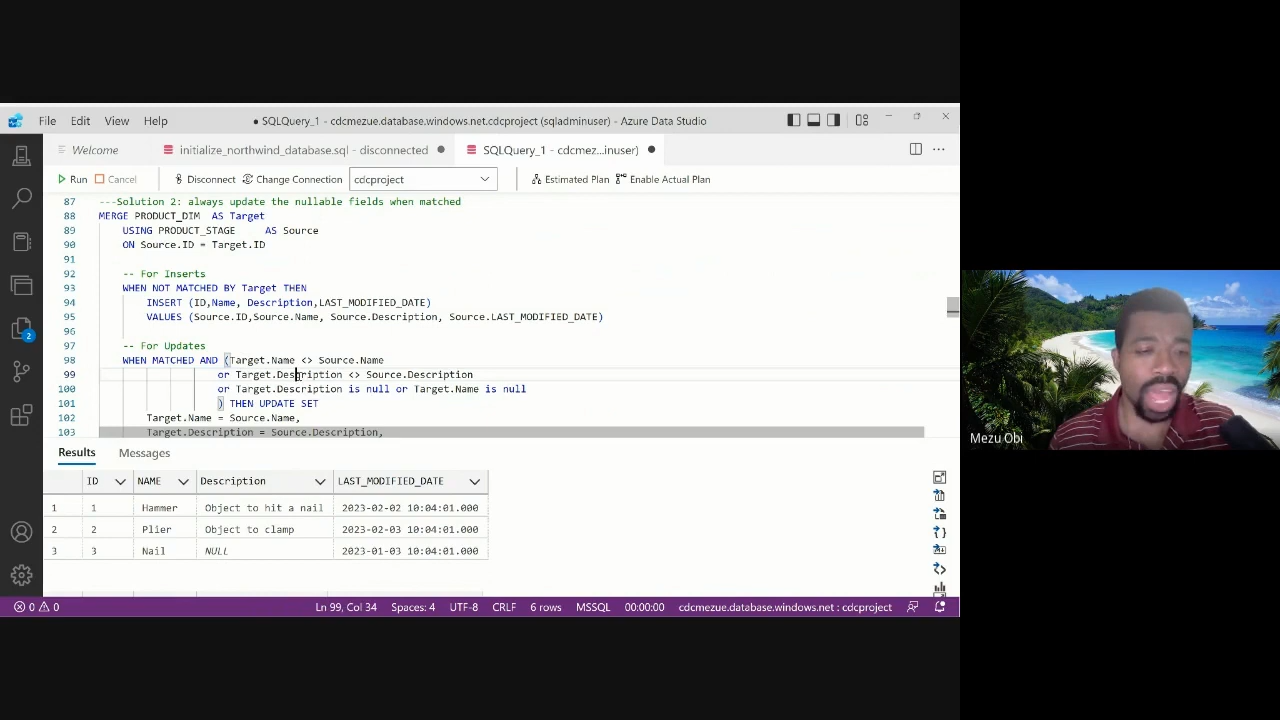 File Edit View Help
● SQLQuery_1 - cdcmezue.database.windows.net.cdcproject (sqladminuser) - Azure Data Studio
Welcome
initialize_northwind_database.sql - disconnected ●
SQLQuery_1 - cdcmez...inuser) ●
Run Cancel Disconnect Change Connection cdcproject Estimated Plan Enable Actual Plan
87 ---Solution 2: always update the nullable fields when matched
88 MERGE PRODUCT_DIM AS Target
89 USING PRODUCT_STAGE AS Source
90 ON Source.ID = Target.ID
91
92 -- For Inserts
93 WHEN NOT MATCHED BY Target THEN
94 INSERT (ID,Name, Description,LAST_MODIFIED_DATE)
95 VALUES (Source.ID,Source.Name, Source.Description, Source.LAST_MODIFIED_DATE)
96
97 -- For Updates
98 WHEN MATCHED AND (Target.Name <> Source.Name
99 or Target.Description <> Source.Description
100 or Target.Description is null or Target.Name is null
101 ) THEN UPDATE SET
102 Target.Name = Source.Name,
103 Target.Description = Source.Description,
2
Results Messages
ID NAME Description LAST_MODIFIED_DATE
1 1 Hammer Object to hit a nail 2023-02-02 10:04:01.000
2 2 Plier Object to clamp 2023-02-03 10:04:01.000
3 3 Nail NULL 2023-01-03 10:04:01.000
0 0 Ln 99, Col 34 Spaces: 4 UTF-8 CRLF 6 rows MSSQL 00:00:00 cdcmezue.database.windows.net : cdcproject
Mezu Obi